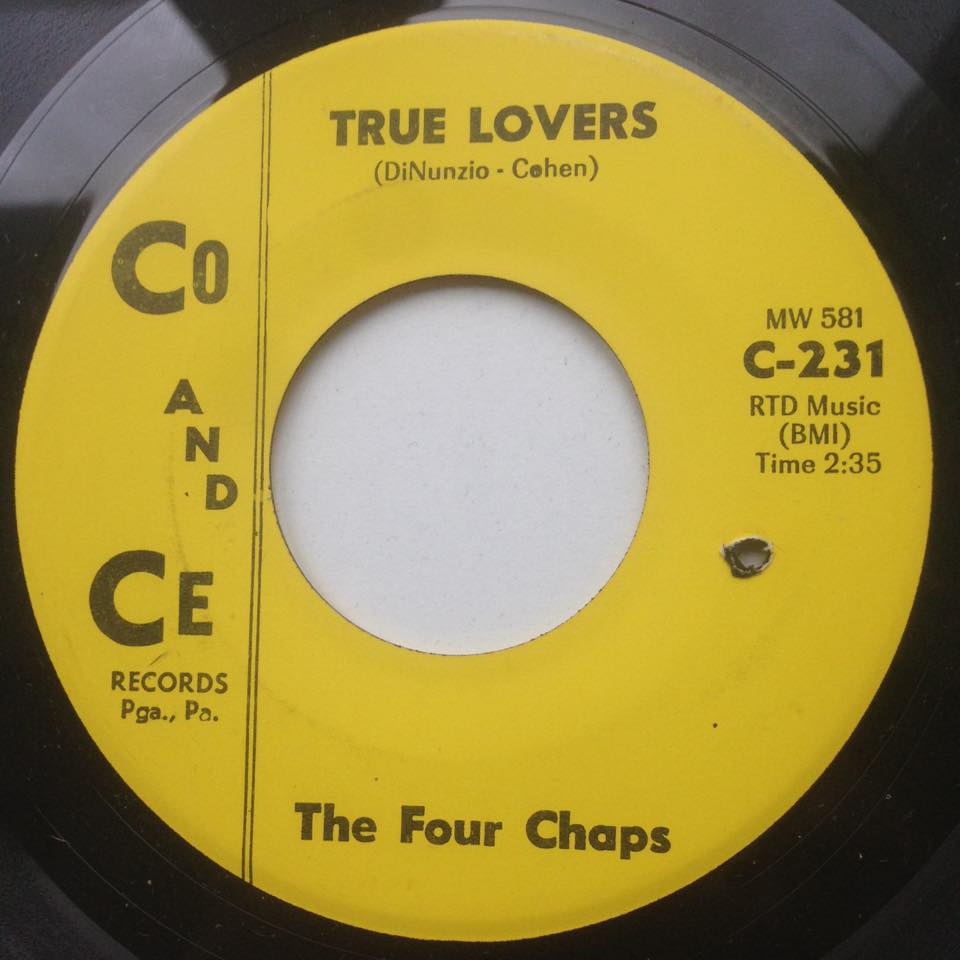 TRUE LOVERS
(DiNunzio - Cohen)
Co
AND
CE
RECORDS
Pga., Pa.
MW 581
C-231
RTD Music
(BMI)
Time 2:35
The Four Chaps